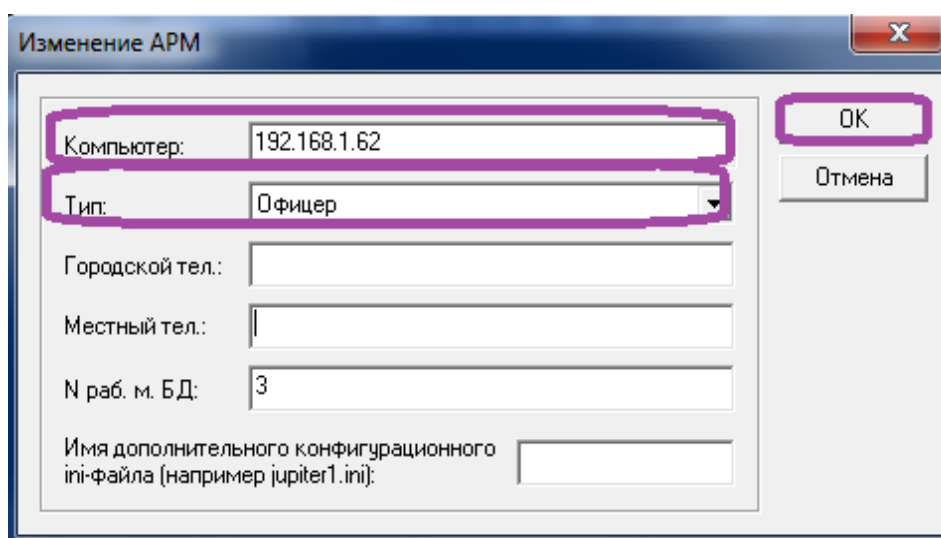 Изменение АРМ
Компьютер: 192.168.1.62
OK
Тип: Офицер
Отмена
Городской тел.:
Местный тел.:
N раб. м. БД: 3
Имя дополнительного конфигурационного
ini-файла (например jupiter1.ini):